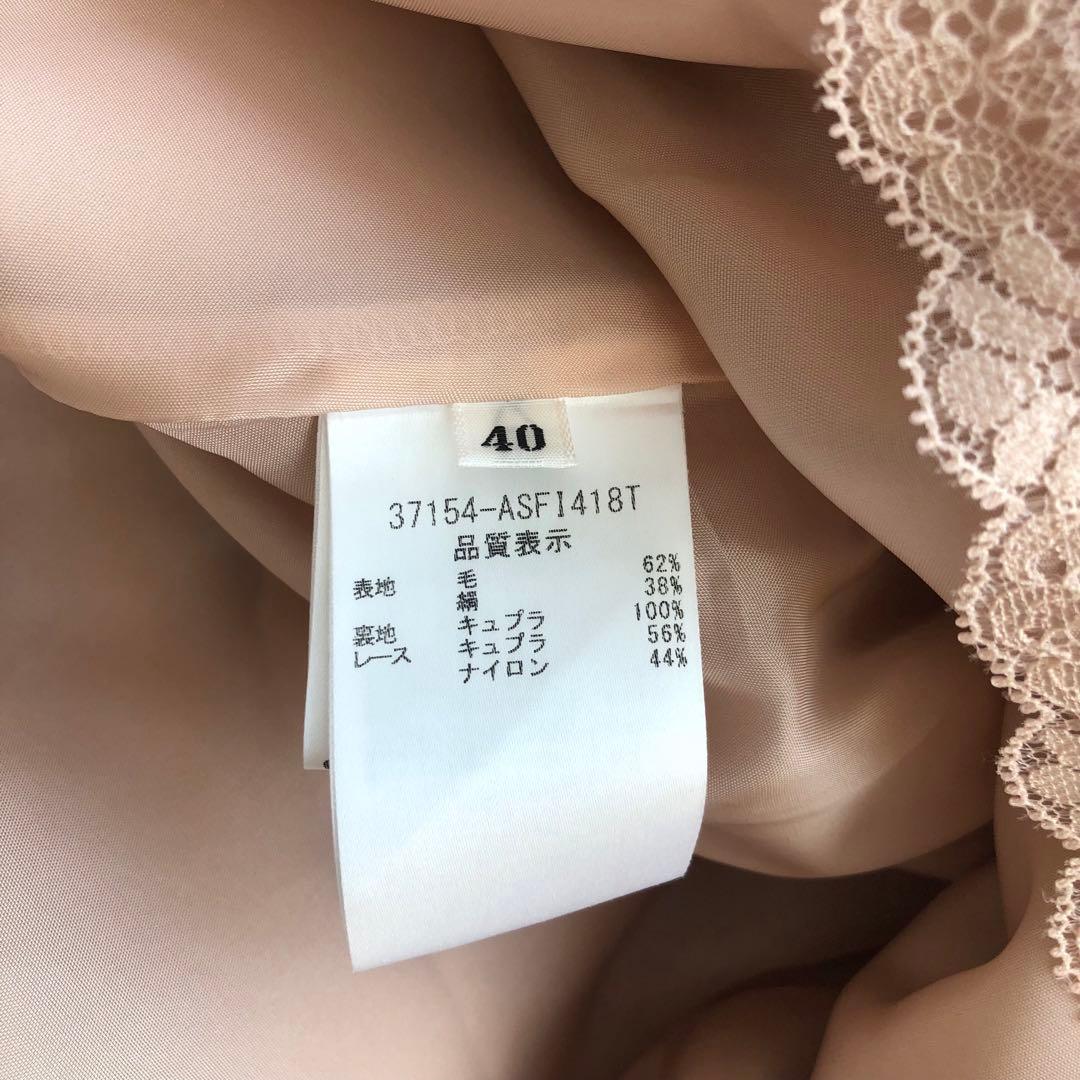 40
37154-ASFI418T
品質表示
表地 毛 62%
絹 38%
裏地 キュプラ 100%
レース キュプラ 56%
ナイロン 44%